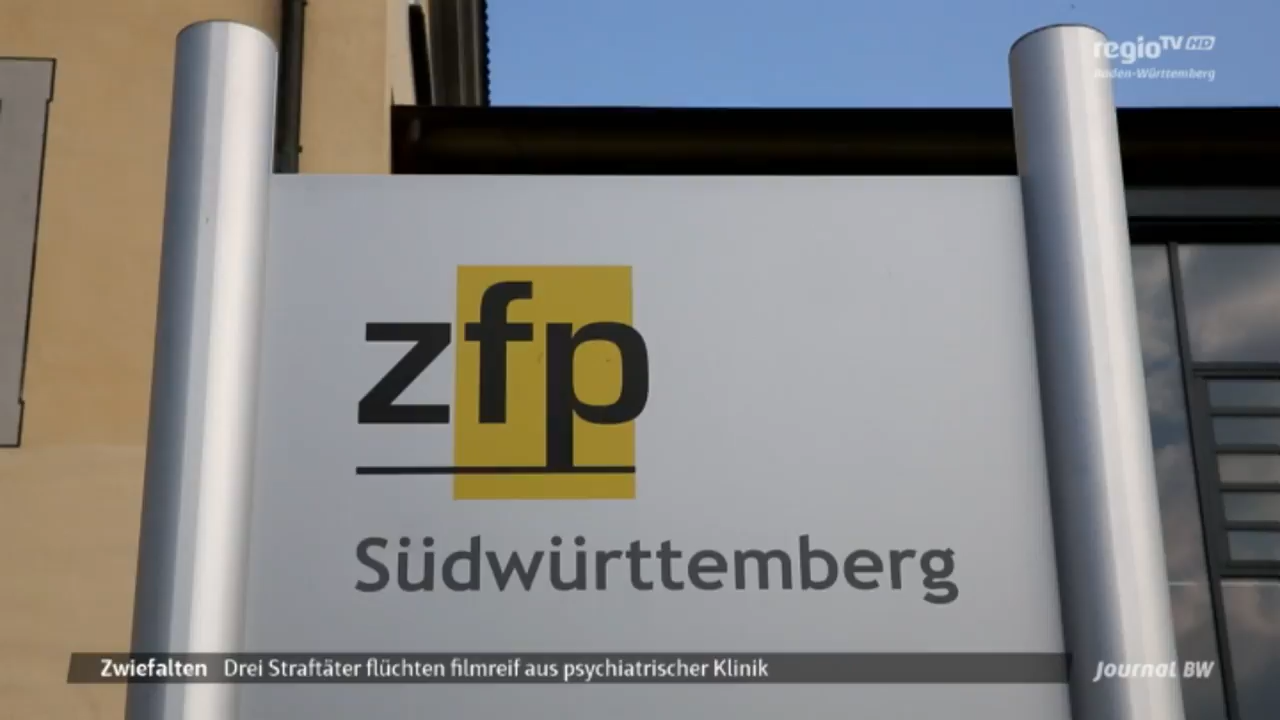 regioTV HD
Baden-Württemberg
zfp
Südwürttemberg
Zwiefalten Drei Straftäter flüchten filmreif aus psychiatrischer Klinik
Journal BW